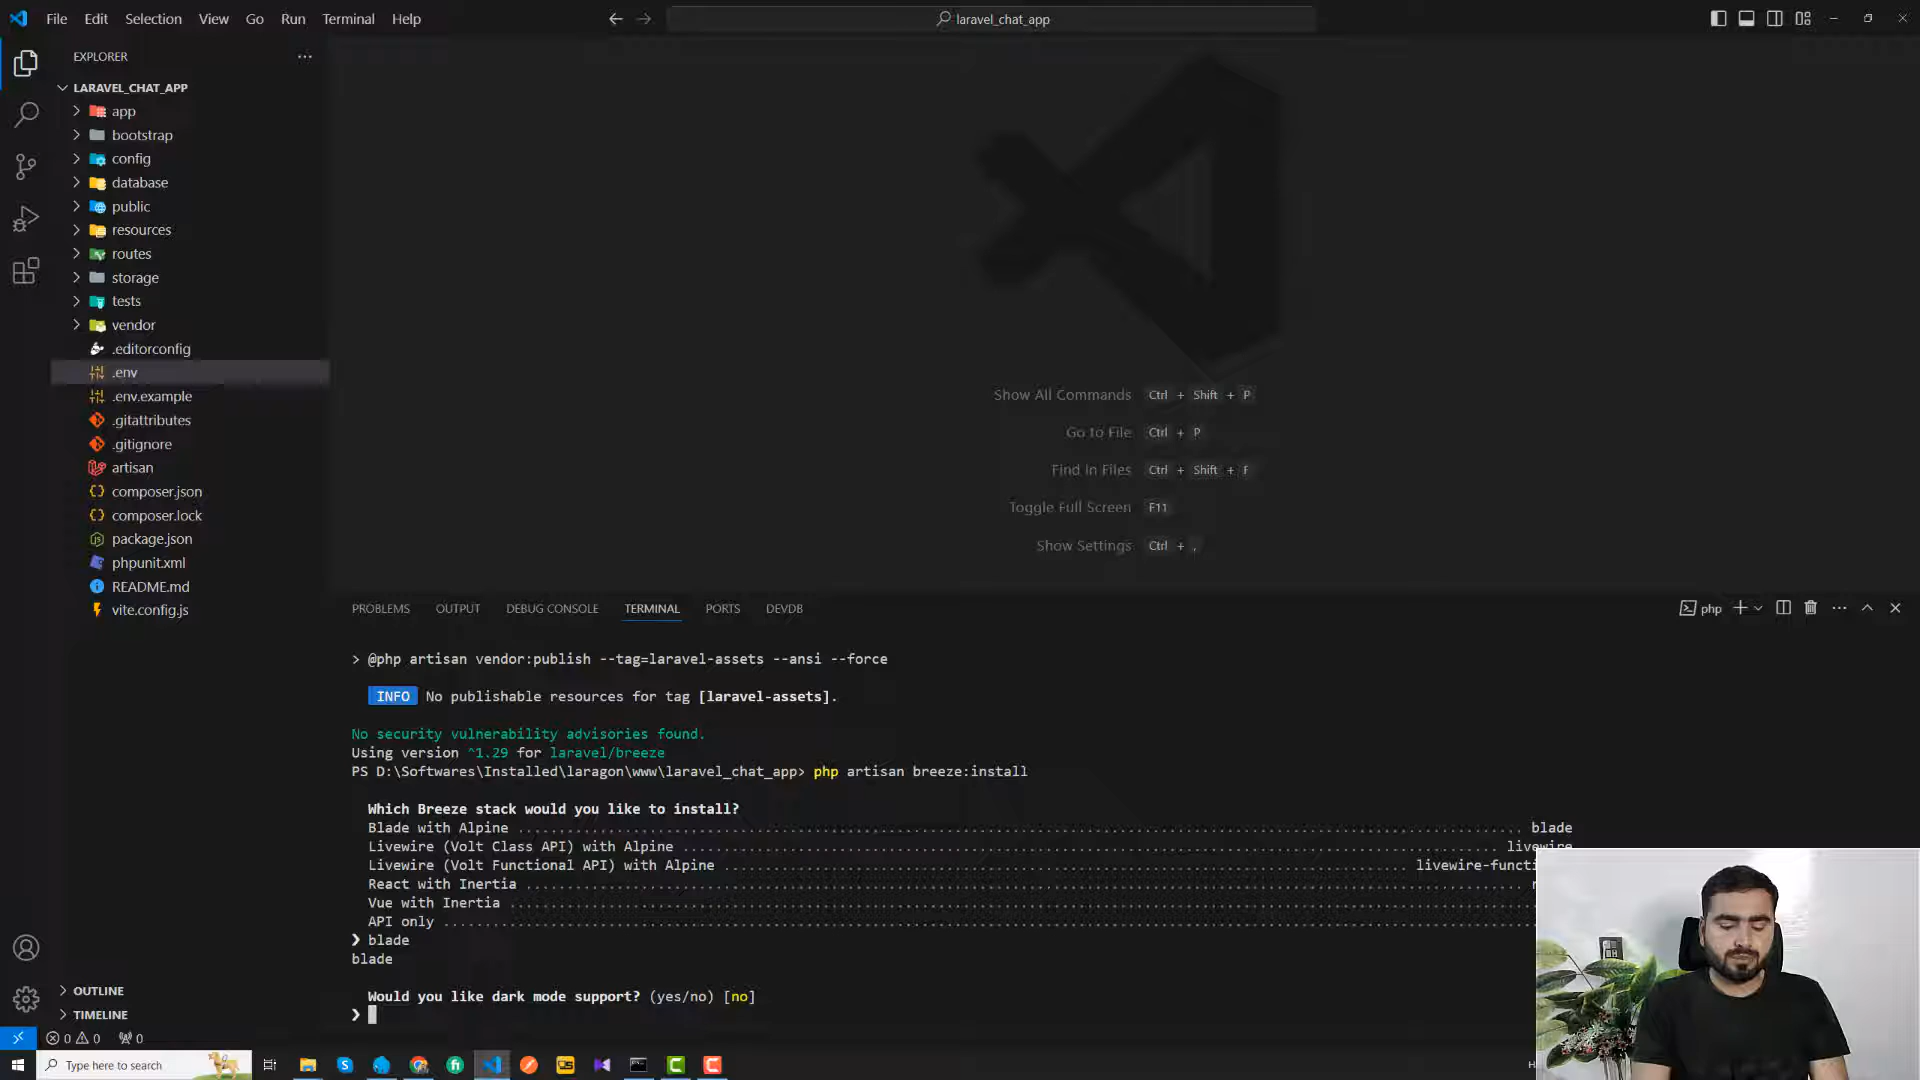 File Edit Selection View Go Run Terminal Help
laravel_chat_app
EXPLORER
LARAVEL_CHAT_APP
app
bootstrap
config
database
public
resources
routes
storage
tests
vendor
.editorconfig
.env
.env.example
.gitattributes
.gitignore
artisan
composer.json
composer.lock
package.json
phpunit.xml
README.md
vite.config.js
OUTLINE
TIMELINE
Show All Commands Ctrl + Shift + P
Go to File Ctrl + P
Find in Files Ctrl + Shift + F
Toggle Full Screen F11
Show Settings Ctrl + ,
PROBLEMS OUTPUT DEBUG CONSOLE TERMINAL PORTS DEVDB
php
> @php artisan vendor:publish --tag=laravel-assets --ansi --force
INFO No publishable resources for tag [laravel-assets].
No security vulnerability advisories found.
Using version ^1.29 for laravel/breeze
PS D:\Softwares\Installed\laragon\www\laravel_chat_app> php artisan breeze:install
Which Breeze stack would you like to install?
Blade with Alpine blade
Livewire (Volt Class API) with Alpine livewire
Livewire (Volt Functional API) with Alpine livewire-functi
React with Inertia
Vue with Inertia
API only
❯ blade
blade
Would you like dark mode support? (yes/no) [no]
❯
0 0 0
Type here to search